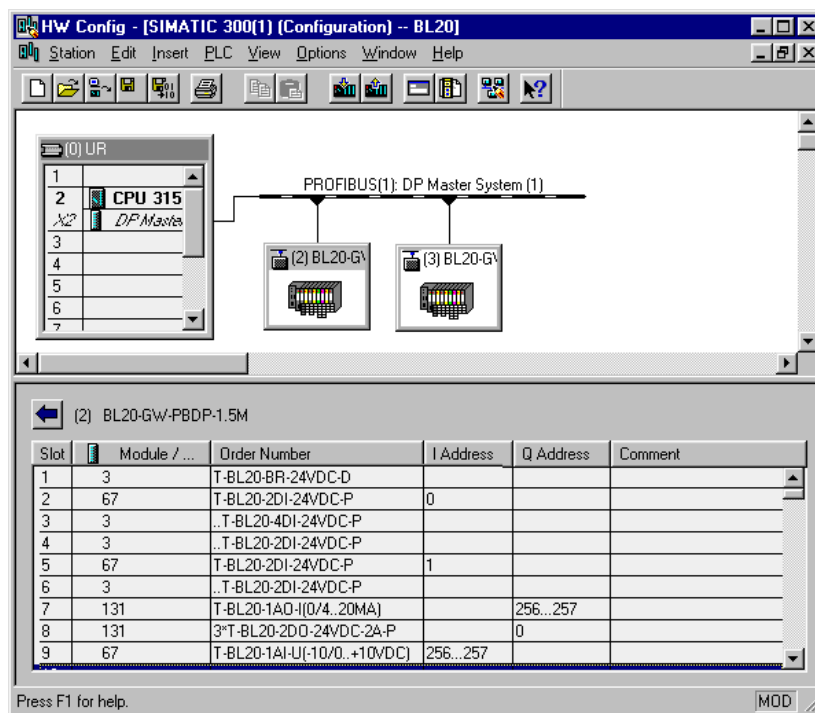 HW Config - [SIMATIC 300(1) (Configuration) -- BL20]
Station Edit Insert PLC View Options Window Help
(0) UR
1
2 CPU 315
X2 DP Maste
3
4
5
6
7
PROFIBUS(1): DP Master System (1)
(2) BL20-GW
(3) BL20-GW
(2) BL20-GW-PBDP-1.5M
Slot Module / ... Order Number I Address Q Address Comment
1 3 T-BL20-BR-24VDC-D
2 67 T-BL20-2DI-24VDC-P 0
3 3 ..T-BL20-4DI-24VDC-P
4 3 ..T-BL20-2DI-24VDC-P
5 67 T-BL20-2DI-24VDC-P 1
6 3 ..T-BL20-2DI-24VDC-P
7 131 T-BL20-1AO-I(0/4..20MA) 256...257
8 131 3*T-BL20-2DO-24VDC-2A-P 0
9 67 T-BL20-1AI-U(-10/0..+10VDC) 256...257
Press F1 for help. MOD